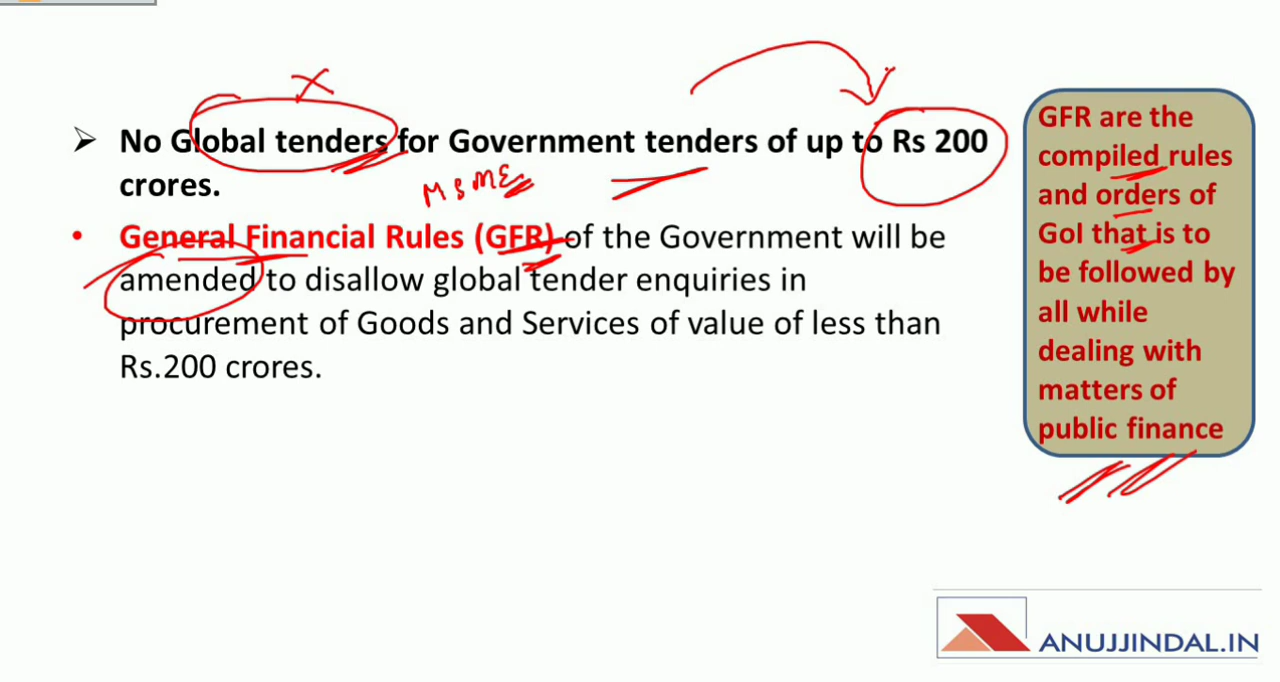 No Global tenders for Government tenders of up to Rs 200
crores.
MSME
General Financial Rules (GFR) of the Government will be
amended to disallow global tender enquiries in
procurement of Goods and Services of value of less than
Rs.200 crores.
GFR are the
compiled rules
and orders of
GoI that is to
be followed by
all while
dealing with
matters of
public finance
ANUJJINDAL.IN